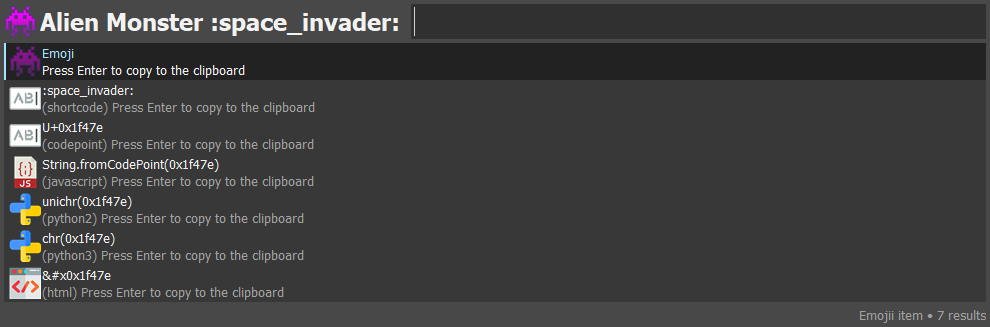 Alien Monster :space_invader:
Emoji
Press Enter to copy to the clipboard
:space_invader:
(shortcode) Press Enter to copy to the clipboard
U+0x1f47e
(codepoint) Press Enter to copy to the clipboard
String.fromCodePoint(0x1f47e)
(javascript) Press Enter to copy to the clipboard
unichr(0x1f47e)
(python2) Press Enter to copy to the clipboard
chr(0x1f47e)
(python3) Press Enter to copy to the clipboard
&#x0x1f47e
(html) Press Enter to copy to the clipboard
Emojii item • 7 results